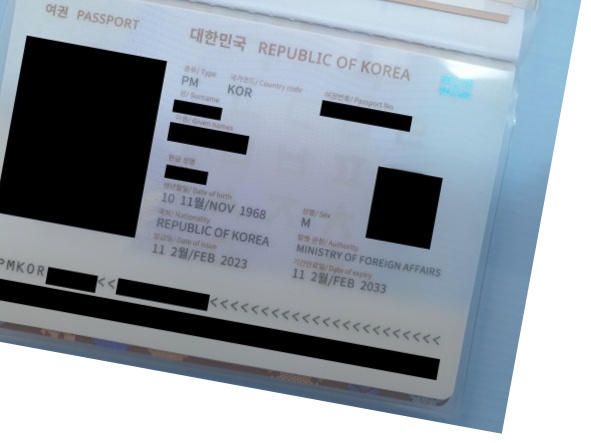 여권 PASSPORT
대한민국 REPUBLIC OF KOREA
종류/ Type 국가코드/ Country code 여권번호/ Passport No.
PM KOR
성/ Surname
이름/ Given names
한글 성명
생년월일/ Date of birth 성별/ Sex
10 11월/NOV 1968 M
국적/ Nationality 발행 관청/ Authority
REPUBLIC OF KOREA MINISTRY OF FOREIGN AFFAIRS
발급일/ Date of issue 기간만료일/ Date of expiry
11 2월/FEB 2023 11 2월/FEB 2033
PMKOR <<  <<<<<<<<<<<<<<<<<<<<<<<<